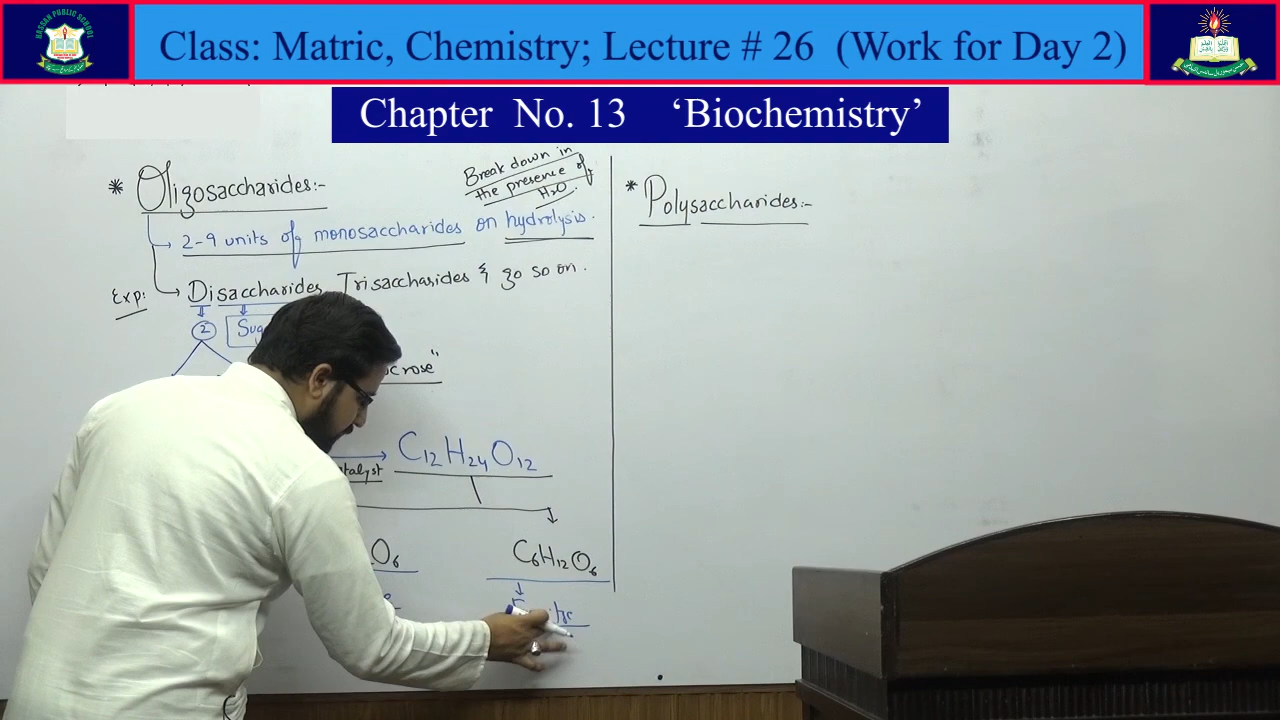 Class: Matric, Chemistry; Lecture # 26 (Work for Day 2)
Chapter No. 13 ‘Biochemistry’
* Oligosaccharides:-
Break down in
the presence of
H₂O.
2-9 units of monosaccharides on hydrolysis.
Exp: Disaccharides, Trisaccharides & go so on.
2
C₁₂H₂₄O₁₂
C₆H₁₂O₆
* Polysaccharides:-